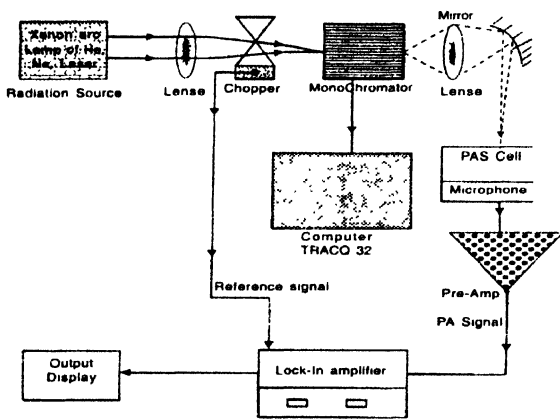 Xenon arc
Lamp of He
Ne, Laser
Radiation Source
Lense
Chopper
MonoChromator
Mirror
Lense
PAS Cell
Microphone
Computer
TRACQ 32
Reference signal
Pre-Amp
PA Signal
Output
Display
Lock-In amplifier